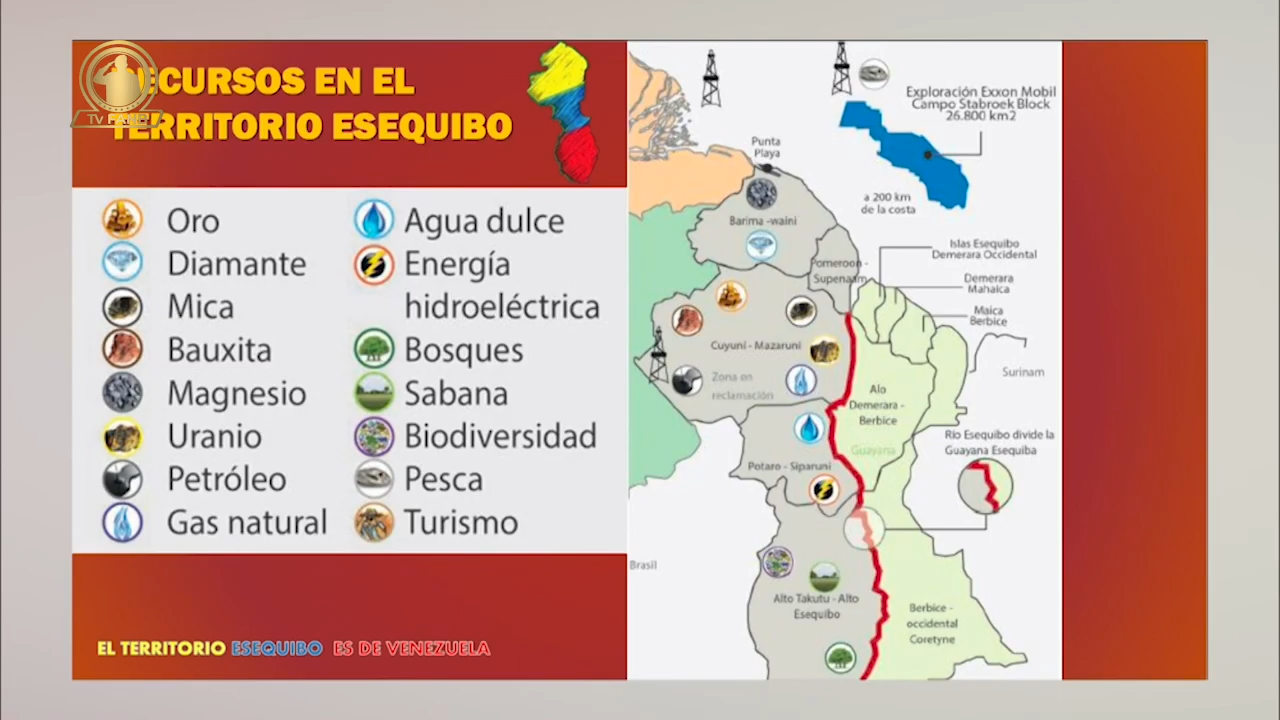 RECURSOS EN EL
TERRITORIO ESEQUIBO
TV FANB
Oro
Diamante
Mica
Bauxita
Magnesio
Uranio
Petróleo
Gas natural
Agua dulce
Energía
hidroeléctrica
Bosques
Sabana
Biodiversidad
Pesca
Turismo
EL TERRITORIO ESEQUIBO ES DE VENEZUELA
Exploración Exxon Mobil
Campo Stabroek Block
26.800 km2
a 200 km
de la costa
Punta
Playa
Barima -waini
Pomeroon -
Supenaam
Islas Esequibo
Demerara Occidental
Demerara
Mahaica
Maica
Berbice
Surinam
Cuyuní - Mazaruni
Zona en
reclamación
Alo
Demerara -
Berbice
Guayana
Río Esequibo divide la
Guayana Esequiba
Potaro - Siparuni
Brasil
Alto Takutu - Alto
Esequibo
Berbice -
occidental
Coretyne